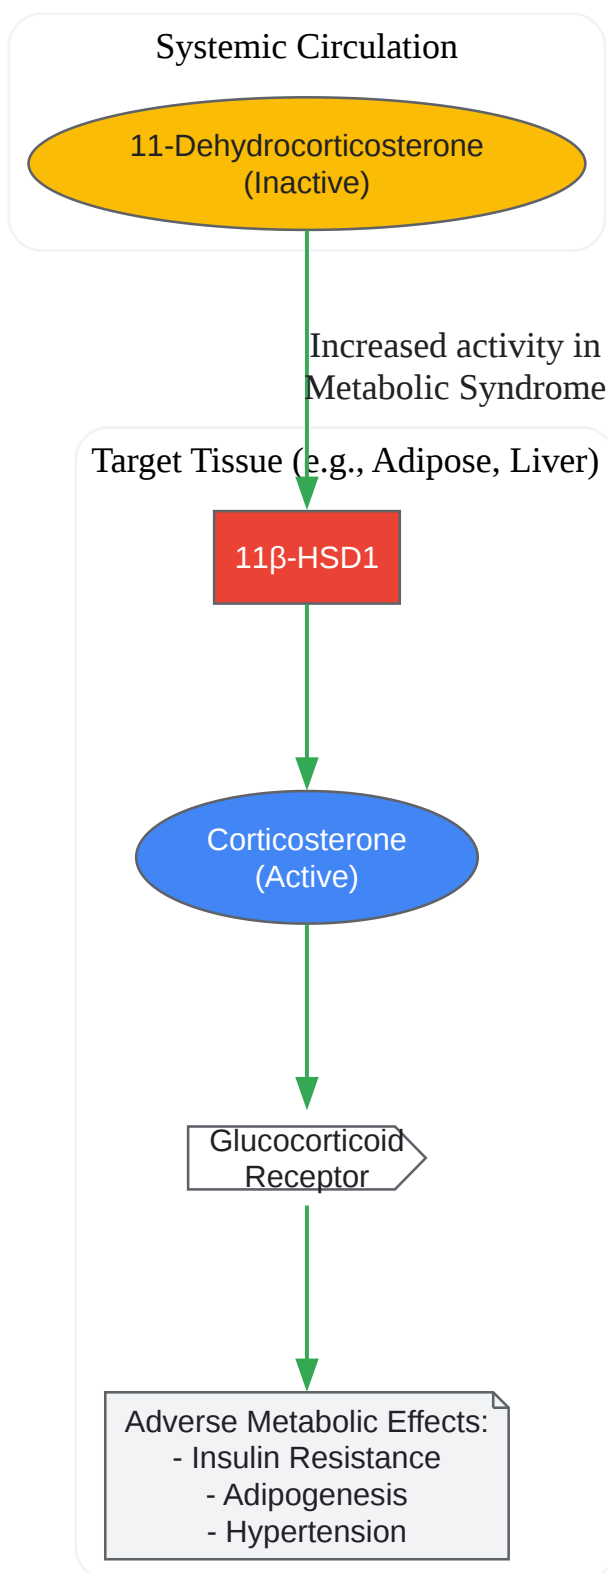 Systemic Circulation
11-Dehydrocorticosterone
(Inactive)
Increased activity in
Metabolic Syndrome
Target Tissue (e.g., Adipose, Liver)
11β-HSD1
Corticosterone
(Active)
Glucocorticoid
Receptor
Adverse Metabolic Effects:
- Insulin Resistance
- Adipogenesis
- Hypertension